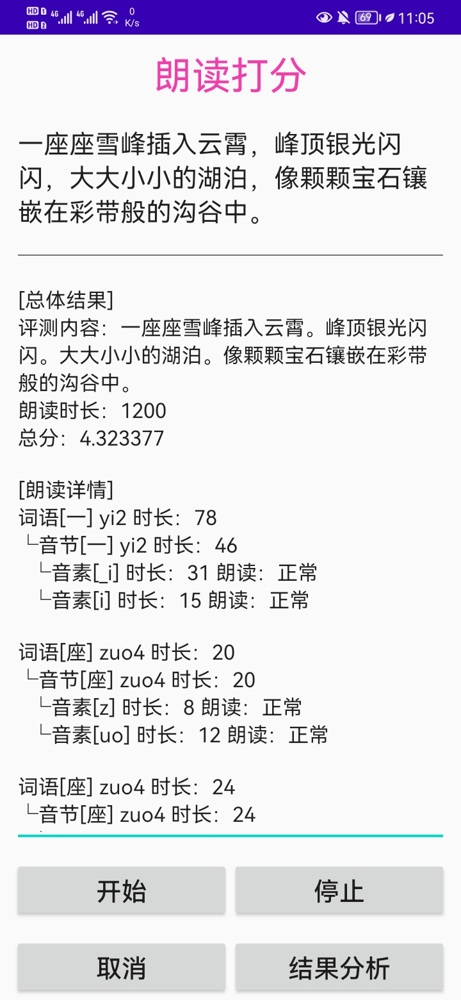 HD 1 4G 4G 0
HD 2 K/s
69 11:05
朗读打分
一座座雪峰插入云霄，峰顶银光闪
闪，大大小小的湖泊，像颗颗宝石镶
嵌在彩带般的沟谷中。
[总体结果]
评测内容：一座座雪峰插入云霄。峰顶银光闪
闪。大大小小的湖泊。像颗颗宝石镶嵌在彩带
般的沟谷中。
朗读时长：1200
总分：4.323377
[朗读详情]
词语[一] yi2 时长：78
└音节[一] yi2 时长：46
└音素[_i] 时长：31 朗读：正常
└音素[i] 时长：15 朗读：正常
词语[座] zuo4 时长：20
└音节[座] zuo4 时长：20
└音素[z] 时长：8 朗读：正常
└音素[uo] 时长：12 朗读：正常
词语[座] zuo4 时长：24
└音节[座] zuo4 时长：24
开始 停止
取消 结果分析